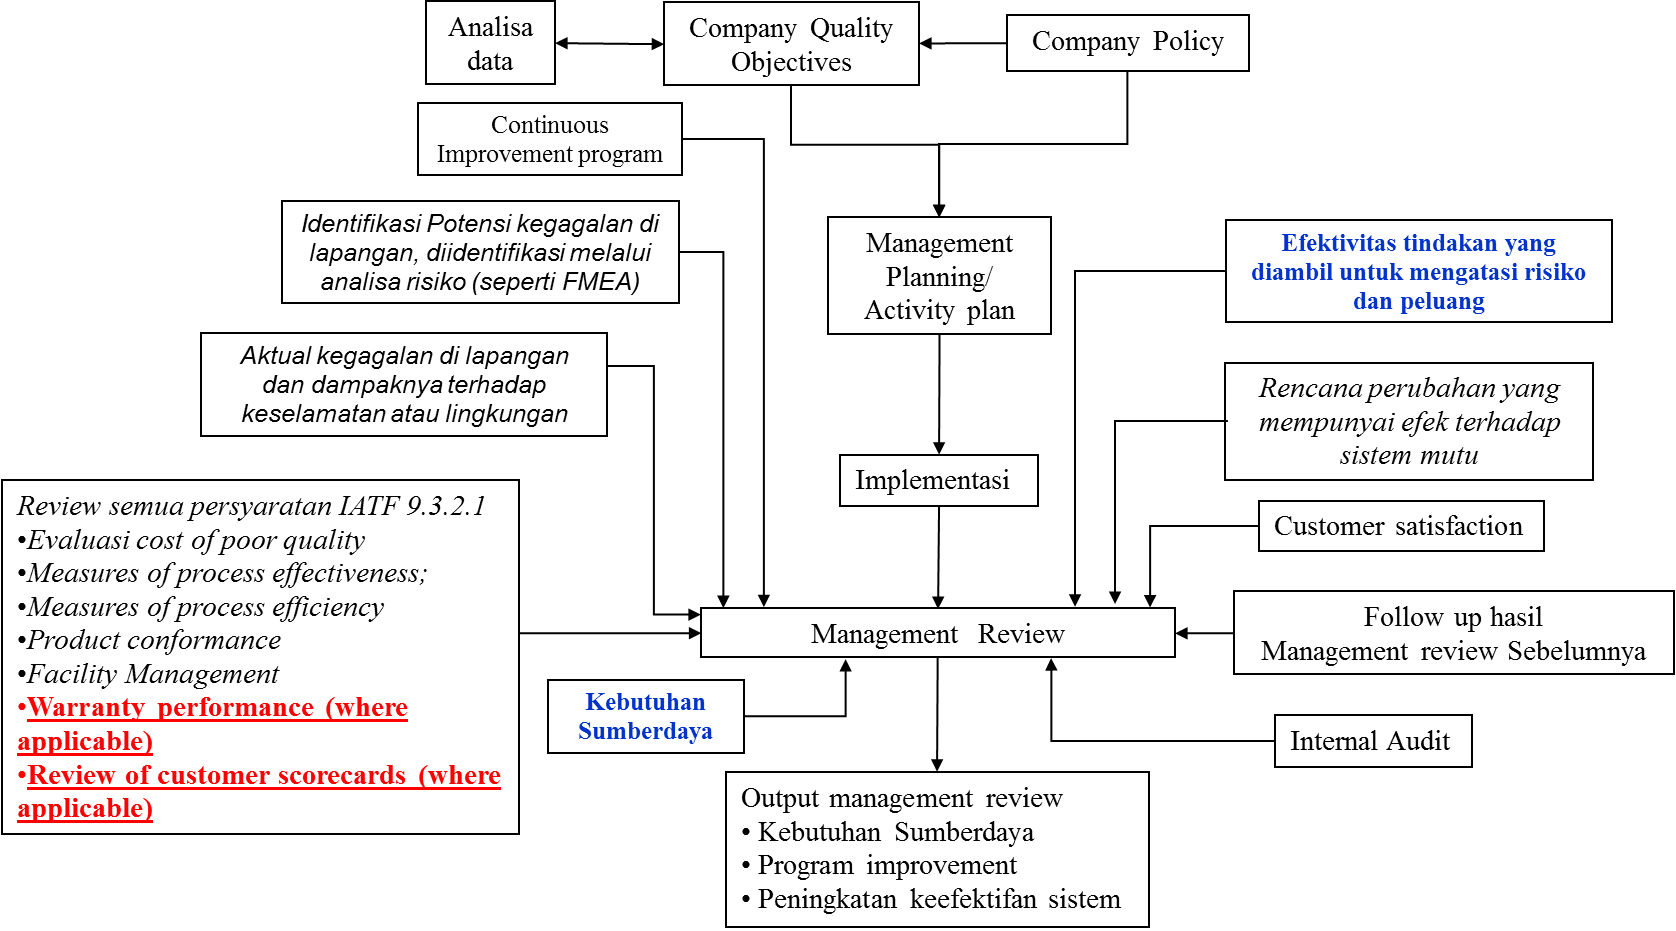 Analisa
data
Company Quality
Objectives
Company Policy
Continuous
Improvement program
Identifikasi Potensi kegagalan di
lapangan, diidentifikasi melalui
analisa risiko (seperti FMEA)
Management
Planning/
Activity plan
Efektivitas tindakan yang
diambil untuk mengatasi risiko
dan peluang
Aktual kegagalan di lapangan
dan dampaknya terhadap
keselamatan atau lingkungan
Rencana perubahan yang
mempunyai efek terhadap
sistem mutu
Implementasi
Review semua persyaratan IATF 9.3.2.1
•Evaluasi cost of poor quality
•Measures of process effectiveness;
•Measures of process efficiency
•Product conformance
•Facility Management
•Warranty performance (where
applicable)
•Review of customer scorecards (where
applicable)
Customer satisfaction
Management Review
Follow up hasil
Management review Sebelumnya
Kebutuhan
Sumberdaya
Internal Audit
Output management review
• Kebutuhan Sumberdaya
• Program improvement
• Peningkatan keefektifan sistem